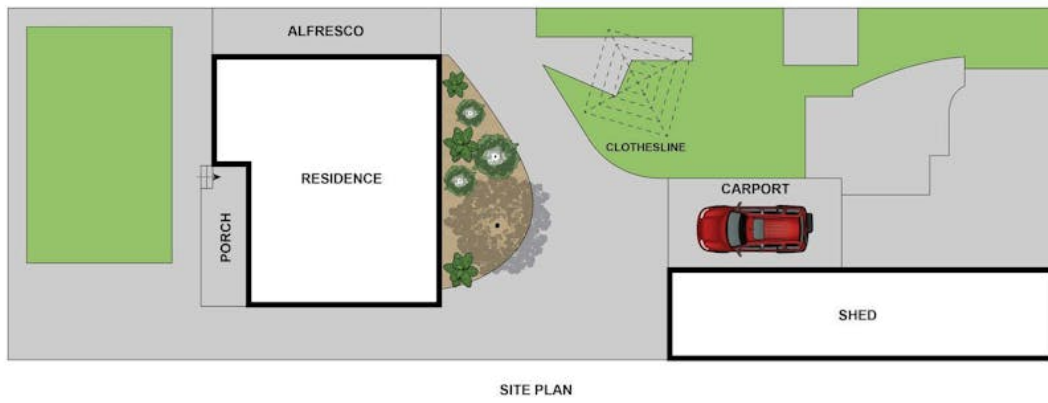 ALFRESCO
RESIDENCE
PORCH
CLOTHESLINE
CARPORT
SHED
SITE PLAN